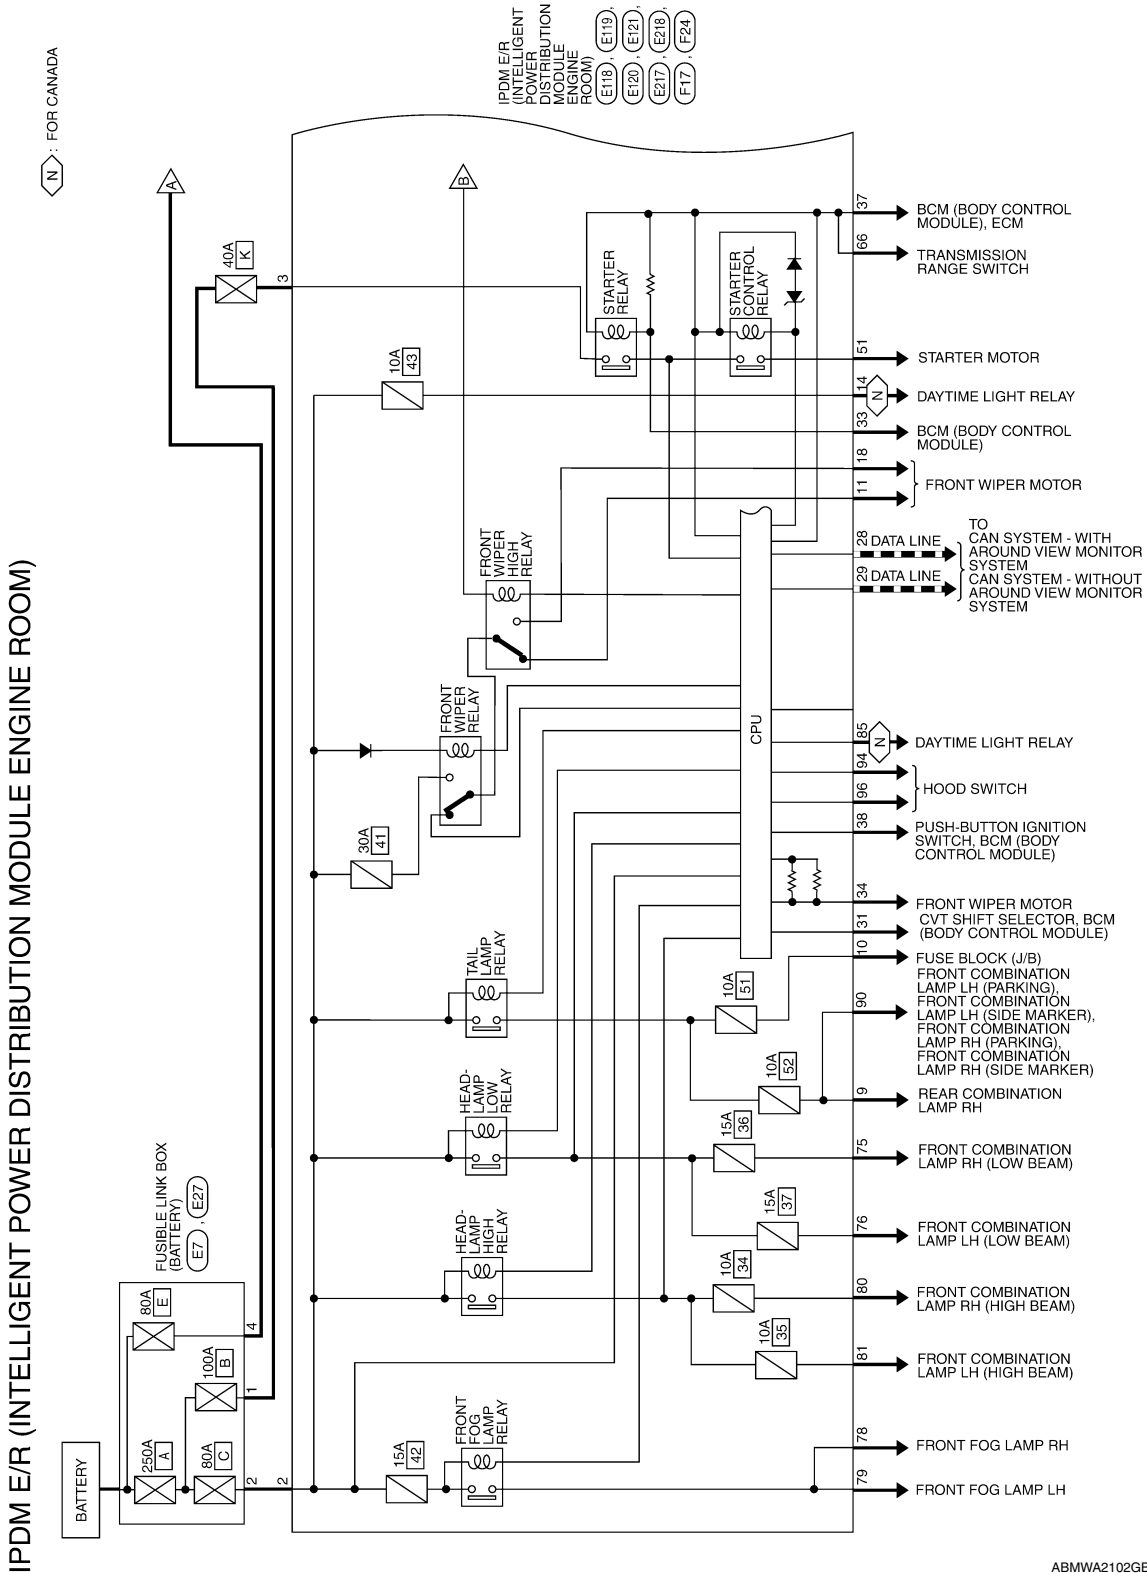 IPDM E/R (INTELLIGENT POWER DISTRIBUTION MODULE ENGINE ROOM)
N : FOR CANADA
IPDM E/R
(INTELLIGENT
POWER
DISTRIBUTION
MODULE
ENGINE
ROOM)
E118 , E119 ,
E120 , E121 ,
E217 , E218 ,
F17 , F24
BATTERY
FUSIBLE LINK BOX
(BATTERY)
E7 , E27
250A
A
80A
C
100A
B
80A
E
4
1
2
2
A
40A
K
3
B
10A
43
30A
41
15A
42
STARTER
RELAY
STARTER
CONTROL
RELAY
FRONT
WIPER
HIGH
RELAY
FRONT
WIPER
RELAY
TAIL
LAMP
RELAY
HEAD-
LAMP
LOW
RELAY
HEAD-
LAMP
HIGH
RELAY
FRONT
FOG
LAMP
RELAY
CPU
10A
51
10A
52
15A
36
15A
37
10A
34
10A
35
37
BCM (BODY CONTROL
MODULE), ECM
66
TRANSMISSION
RANGE SWITCH
51
STARTER MOTOR
14
N
DAYTIME LIGHT RELAY
33
BCM (BODY CONTROL
MODULE)
18
11
FRONT WIPER MOTOR
28
DATA LINE
29
DATA LINE
TO
CAN SYSTEM - WITH
AROUND VIEW MONITOR
SYSTEM
CAN SYSTEM - WITHOUT
AROUND VIEW MONITOR
SYSTEM
85
N
DAYTIME LIGHT RELAY
94
96
HOOD SWITCH
38
PUSH-BUTTON IGNITION
SWITCH, BCM (BODY
CONTROL MODULE)
34
FRONT WIPER MOTOR
31
CVT SHIFT SELECTOR, BCM
(BODY CONTROL MODULE)
10
FUSE BLOCK (J/B)
90
FRONT COMBINATION
LAMP LH (PARKING),
FRONT COMBINATION
LAMP LH (SIDE MARKER),
FRONT COMBINATION
LAMP RH (PARKING),
FRONT COMBINATION
LAMP RH (SIDE MARKER)
9
REAR COMBINATION
LAMP RH
75
FRONT COMBINATION
LAMP RH (LOW BEAM)
76
FRONT COMBINATION
LAMP LH (LOW BEAM)
80
FRONT COMBINATION
LAMP RH (HIGH BEAM)
81
FRONT COMBINATION
LAMP LH (HIGH BEAM)
78
FRONT FOG LAMP RH
79
FRONT FOG LAMP LH
ABMWA2102GB